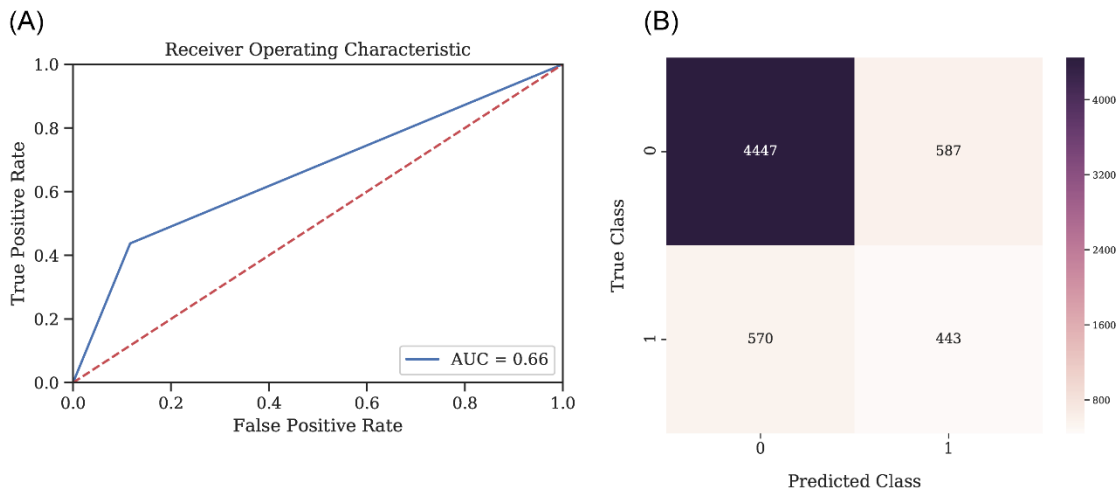 (A)
Receiver Operating Characteristic
1.0
0.8
0.6
0.4
0.2
0.0
True Positive Rate
AUC = 0.66
0.0 0.2 0.4 0.6 0.8 1.0
False Positive Rate
(B)
4447 587
570 443
0
1
True Class
0 1
Predicted Class
4000
3200
2400
1600
800